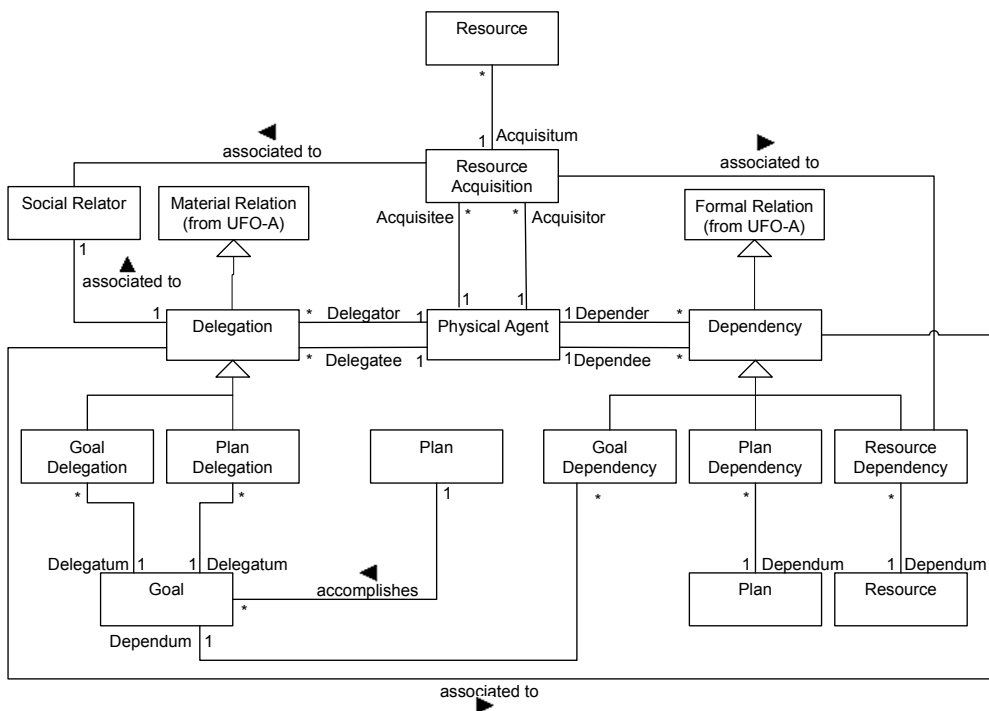 Resource
*
1 Acquisitum
associated to
associated to
Resource
Acquisition
Social Relator
Material Relation
(from UFO-A)
Formal Relation
(from UFO-A)
Acquisitee * * Acquisitor
1
associated to
1 1
1 * Delegator 1 1 Depender *
Delegation
Physical Agent
Dependency
* Delegatee 1 1 Dependee *
Goal
Delegation
Plan
Delegation
Plan
Goal
Dependency
Plan
Dependency
Resource
Dependency
* * 1 * * *
Delegatum 1 1 Delegatum
1 Dependum 1 Dependum
Goal
accomplishes
*
Plan
Resource
Dependum 1
associated to